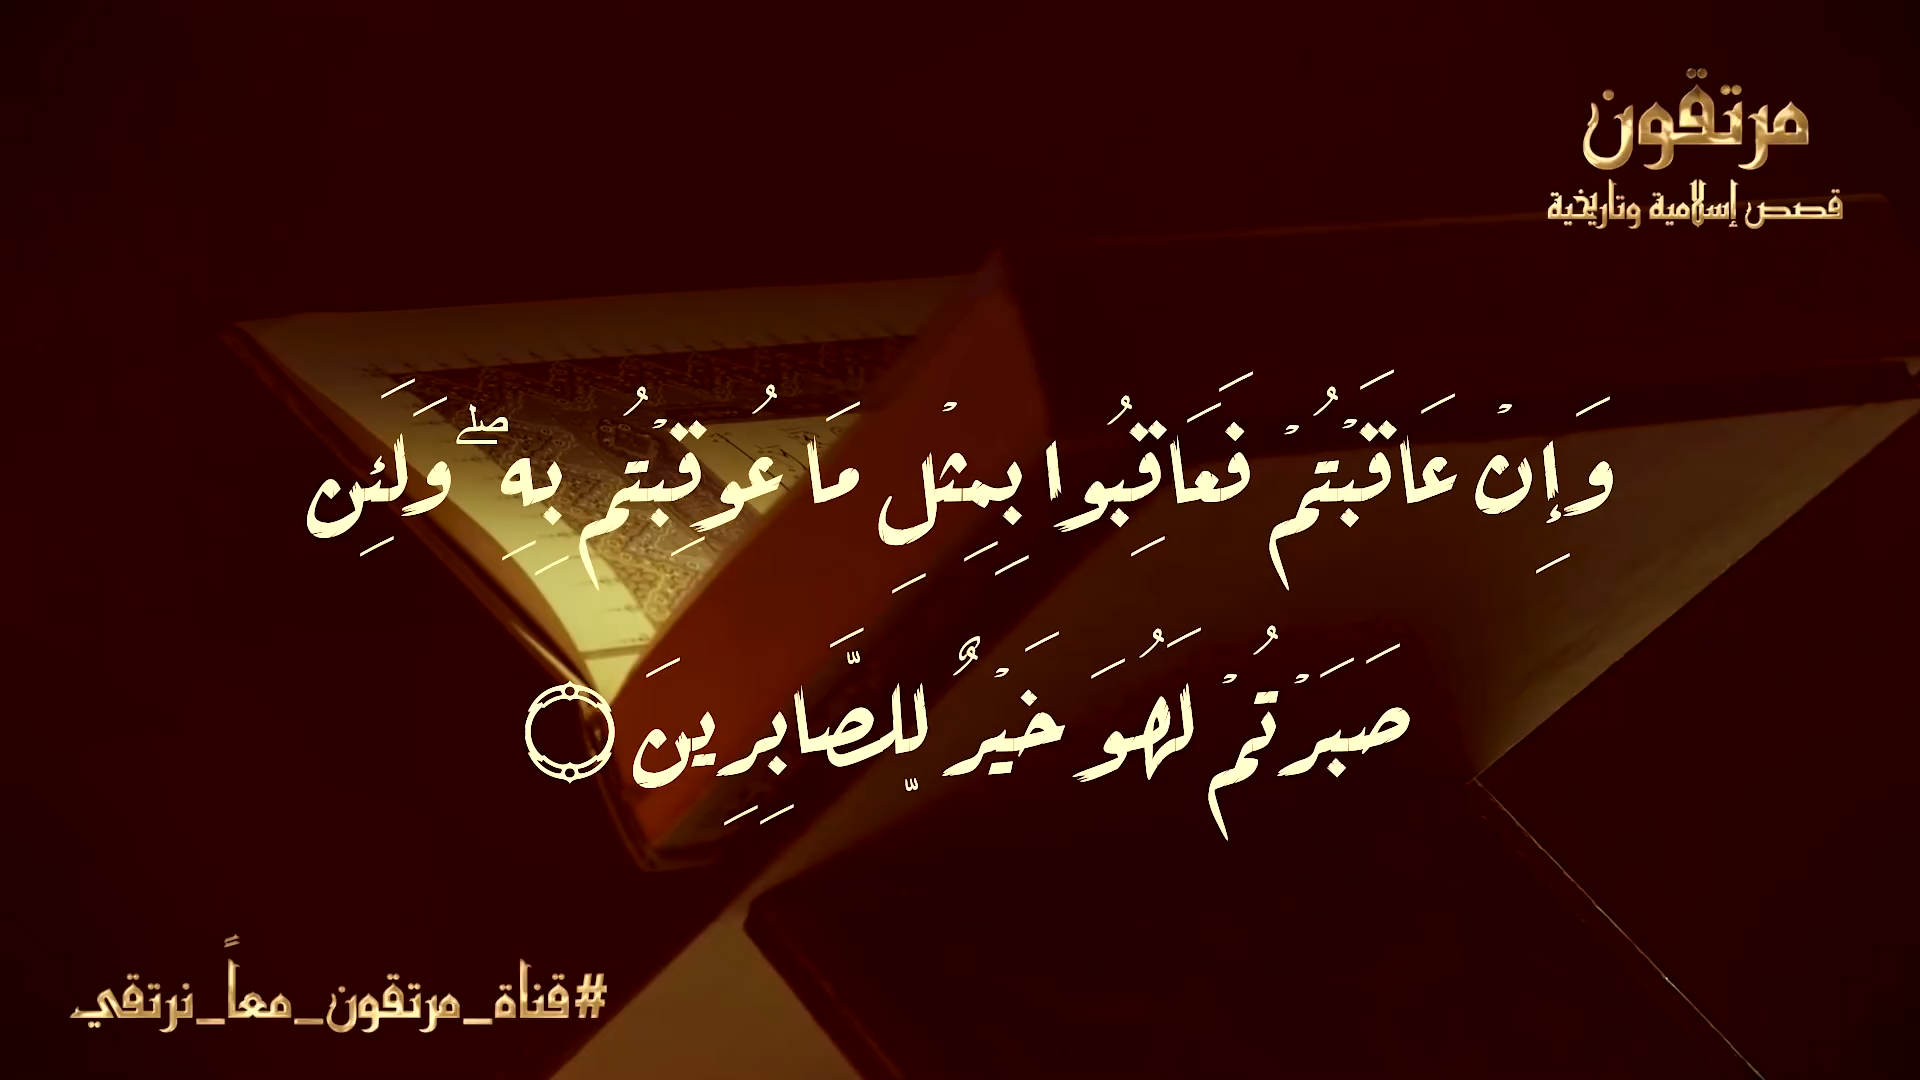 مرتقون
قصص إسلامية وتاريخية
وَإِنْ عَاقَبْتُمْ فَعَاقِبُوا بِمِثْلِ مَا عُوقِبْتُم بِهِ ۖ وَلَئِن
صَبَرْتُمْ لَهُوَ خَيْرٌ لِّلصَّابِرِينَ ۝
#قناة_مرتقون_معاً_نرتقي